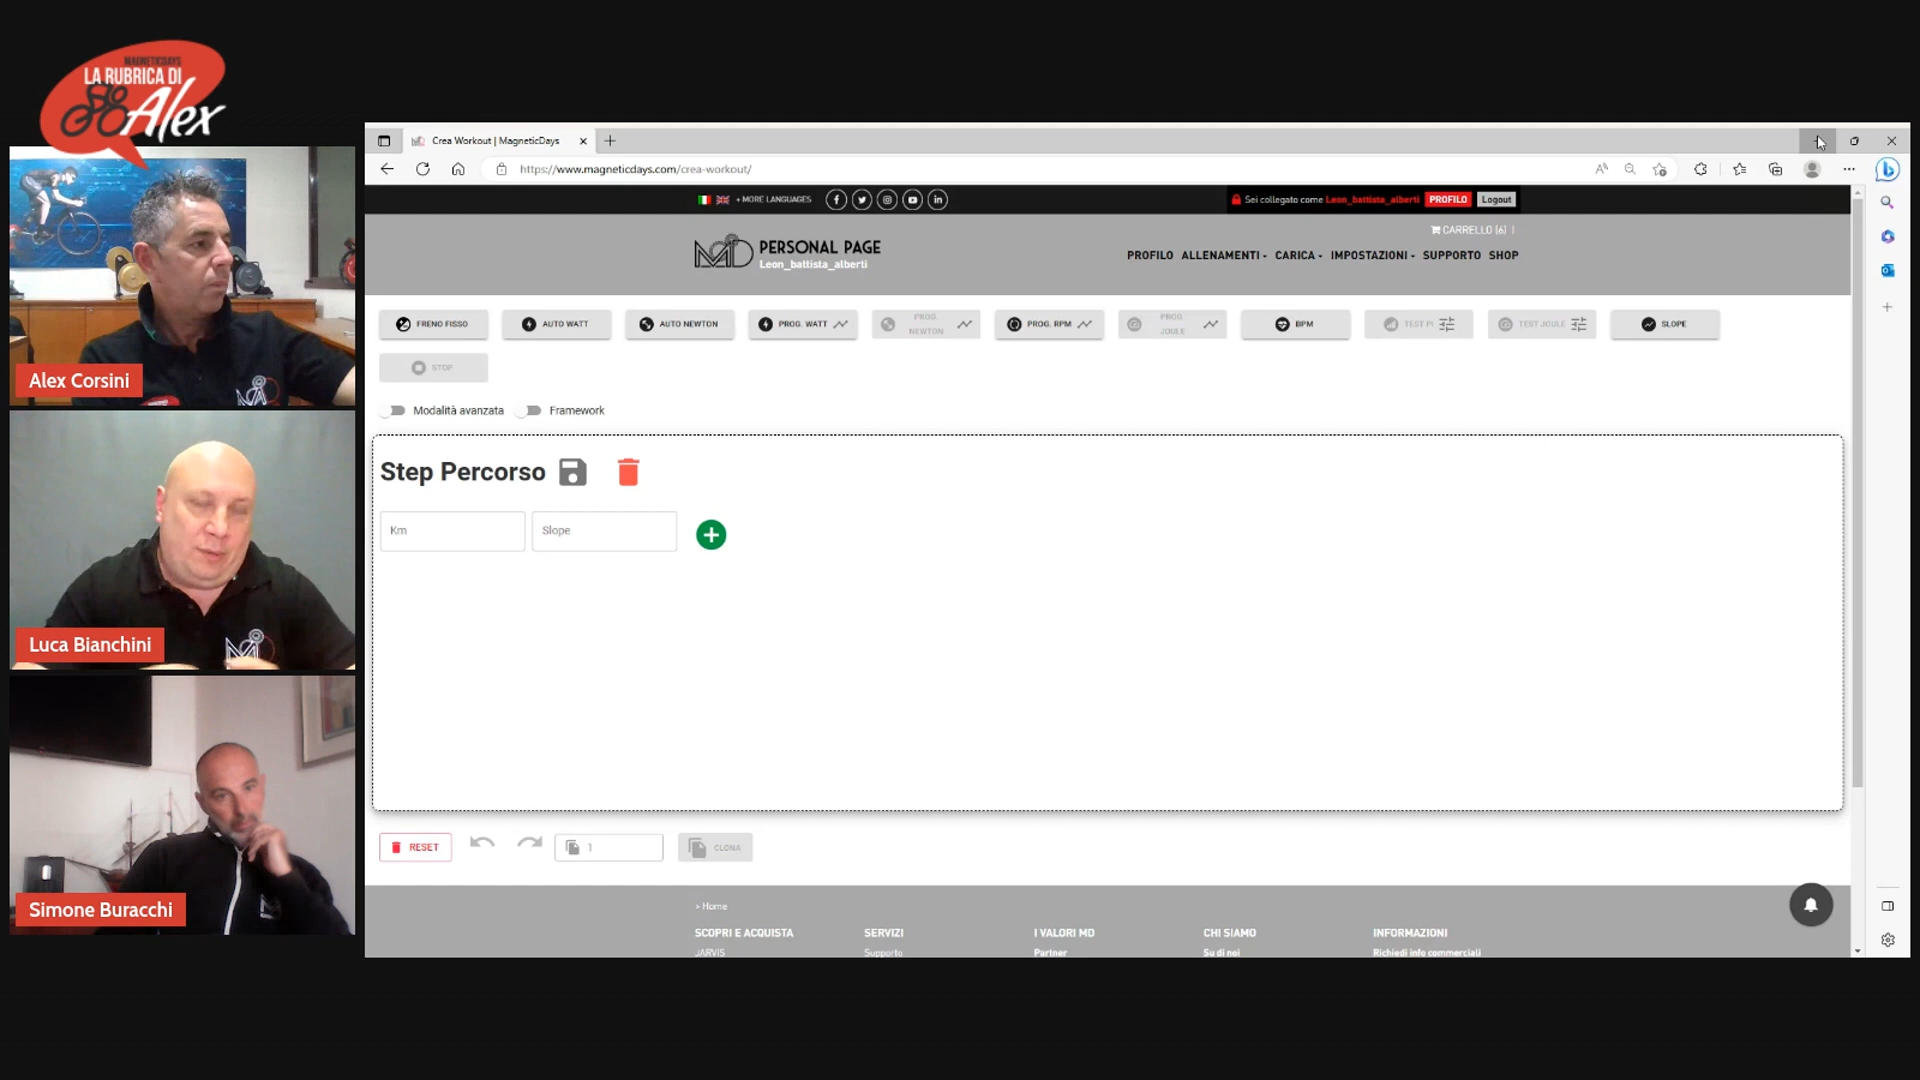 MAGNETICDAYS
LA RUBRICA DI
Alex
Alex Corsini
Luca Bianchini
Simone Buracchi
Crea Workout | MagneticDays
https://www.magneticdays.com/crea-workout/
+ MORE LANGUAGES
Sei collegato come Leon_battista_alberti PROFILO Logout
CARRELLO (6) |
MD PERSONAL PAGE
Leon_battista_alberti
PROFILO ALLENAMENTI CARICA IMPOSTAZIONI SUPPORTO SHOP
FRENO FISSO AUTO WATT AUTO NEWTON PROG. WATT PROG. NEWTON PROG. RPM PROG. JOULE BPM TEST TEST JOULE SLOPE
STOP
Modalità avanzata Framework
Step Percorso
Km Slope
RESET 1 CLONA
> Home
SCOPRI E ACQUISTA SERVIZI I VALORI MD CHI SIAMO INFORMAZIONI
JARVIS Supporto Partner Su di noi Richiedi info commerciali